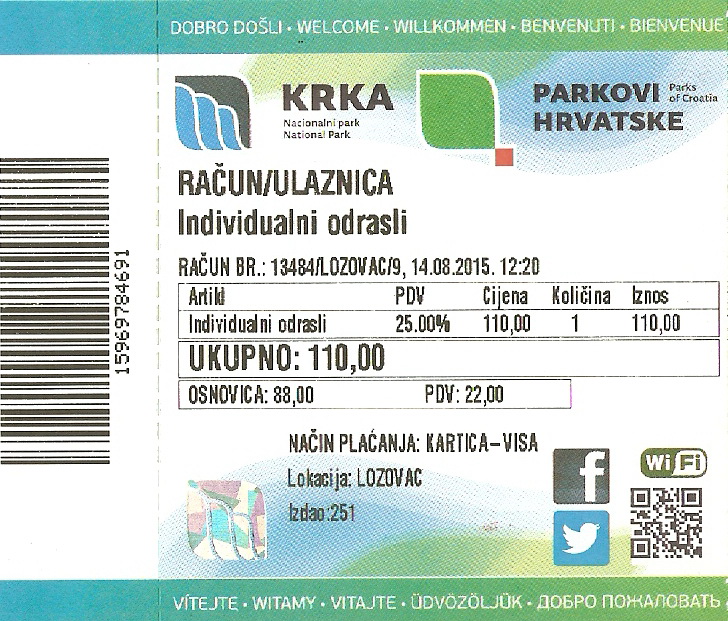 DOBRO DOŠLI • WELCOME • WILLKOMMEN • BENVENUTI • BIENVENUE
KRKA
Nacionalni park
National Park
PARKOVI HRVATSKE
Parks of Croatia
RAČUN/ULAZNICA
Individualni odrasli
RAČUN BR.: 13484/LOZOVAC/9, 14.08.2015. 12:20
Artikl PDV Cijena Količina Iznos
Individualni odrasli 25.00% 110,00 1 110,00
UKUPNO: 110,00
OSNOVICA: 88,00 PDV: 22,00
NAČIN PLAĆANJA: KARTICA-VISA
Lokacija: LOZOVAC
Izdao:251
f
WiFi
15969784691
VÍTEJTE • WITAMY • VITAJTE • ÜDVÖZÖLJÜK • ДОБРО ПОЖАЛОВАТЬ